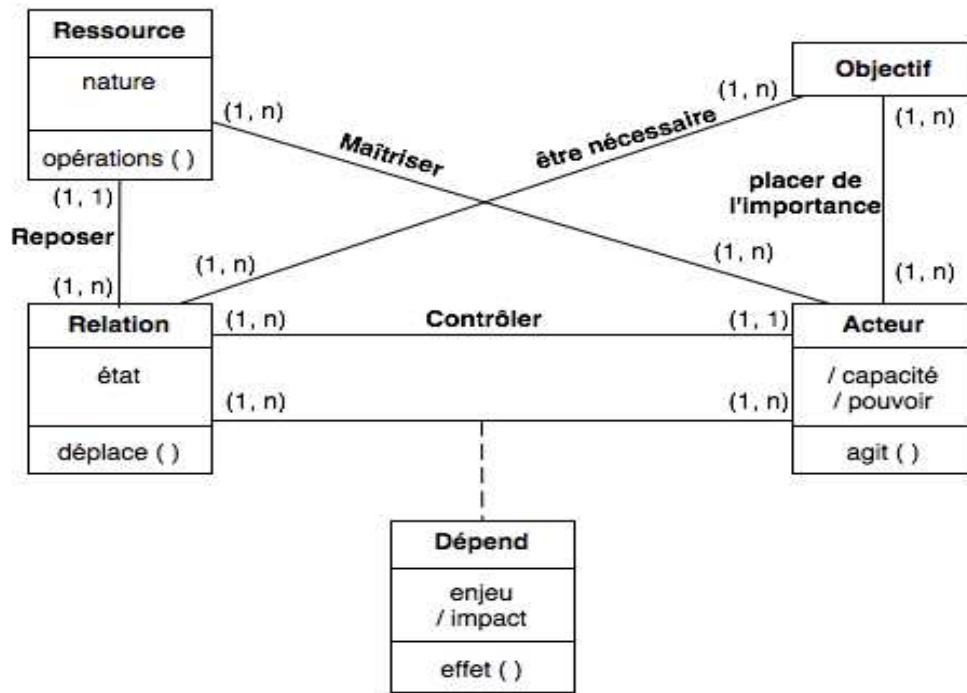 Ressource
nature
opérations ( )
Objectif
(1, n)
(1, n)
(1, n)
Maîtriser
être nécessaire
placer de
l'importance
(1, 1)
Reposer
(1, n)
(1, n)
(1, n)
(1, n)
Relation
état
déplace ( )
(1, n)
Contrôler
(1, 1)
(1, n)
(1, n)
Acteur
/ capacité
/ pouvoir
agit ( )
Dépend
enjeu
/ impact
effet ( )